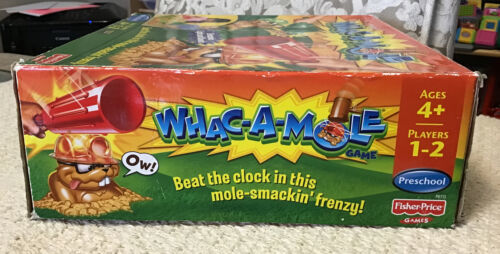 WHAC-A-MOLE
GAME
Ow!
Beat the clock in this
mole-smackin' frenzy!
AGES
4+
PLAYERS
1-2
Preschool
Fisher-Price
GAMES
Canon